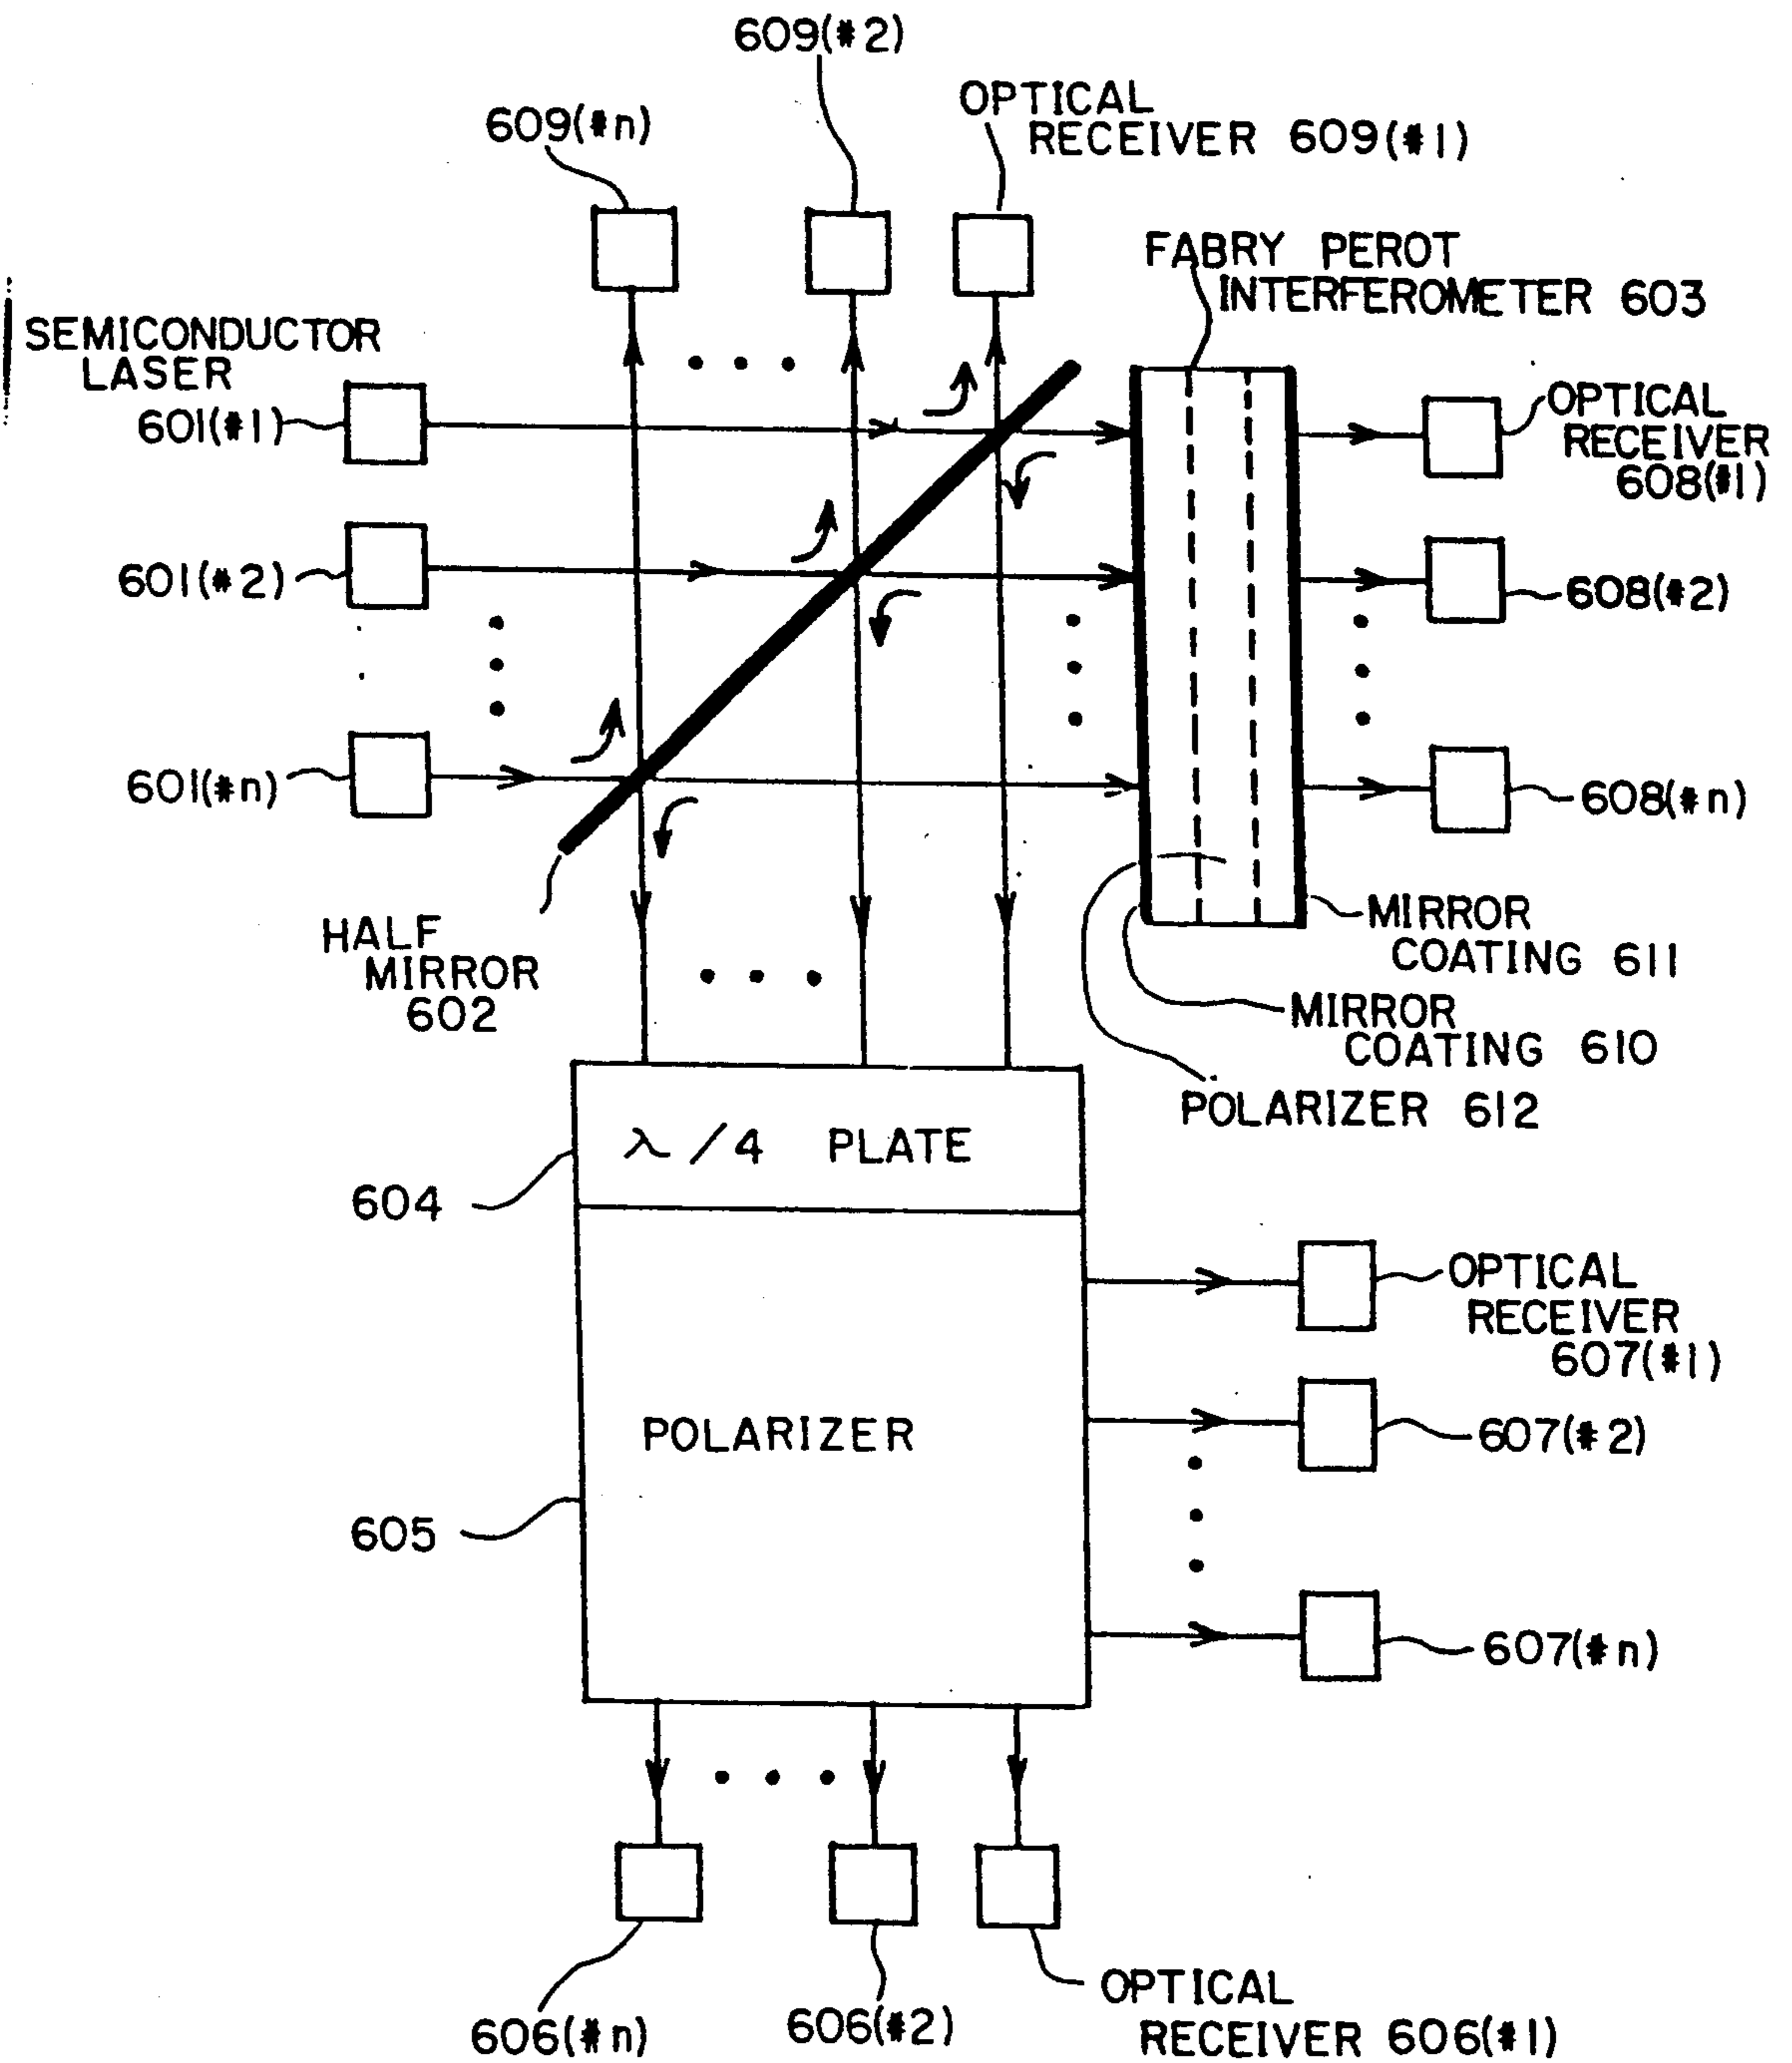 609(#2)
OPTICAL
RECEIVER 609(#1)
609(#n)
FABRY PEROT
INTERFEROMETER 603
SEMICONDUCTOR
LASER
601(#1)
OPTICAL
RECEIVER
608(#1)
601(#2)
608(#2)
601(#n)
608(#n)
HALF
MIRROR
602
MIRROR
COATING 611
MIRROR
COATING 610
POLARIZER 612
λ/4 PLATE
604
OPTICAL
RECEIVER
607(#1)
POLARIZER
607(#2)
605
607(#n)
OPTICAL
RECEIVER 606(#1)
606(#2)
606(#n)